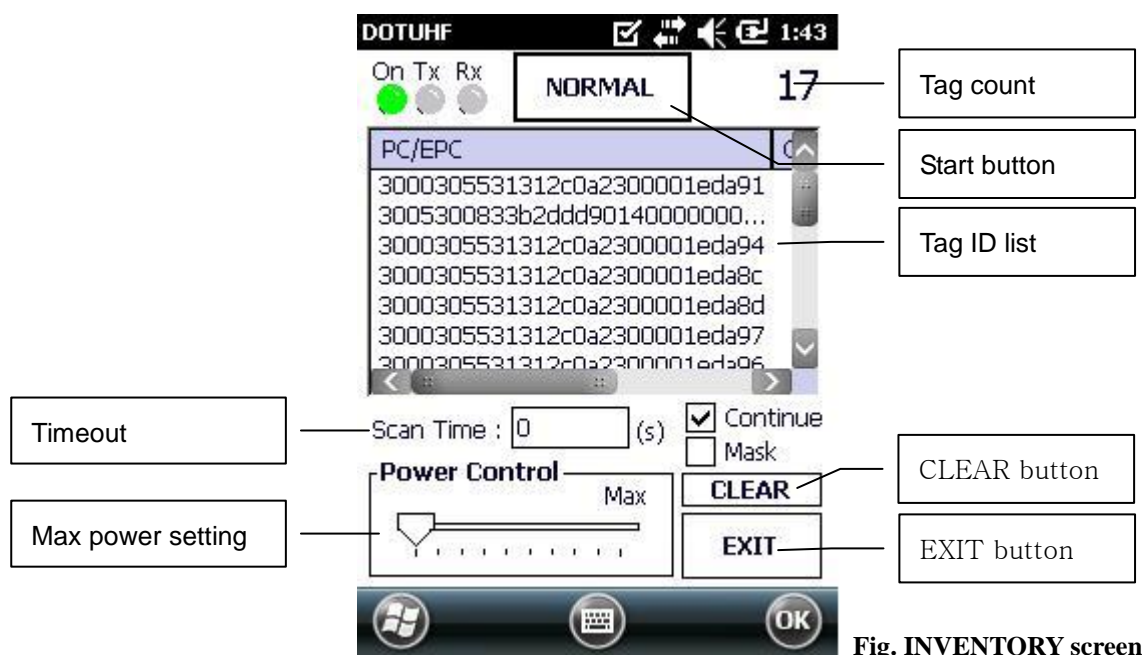 DOTUHF 1:43
On Tx Rx
NORMAL
17
Tag count
Start button
PC/EPC
3000305531312c0a2300001eda91
3005300833b2ddd90140000000...
3000305531312c0a2300001eda94
Tag ID list
3000305531312c0a2300001eda8c
3000305531312c0a2300001eda8d
3000305531312c0a2300001eda97
3000305531312c0a2300001eda96
Timeout
Scan Time : 0 (s)
Continue
Mask
Power Control
Max
CLEAR
CLEAR button
Max power setting
EXIT
EXIT button
OK
Fig. INVENTORY screen